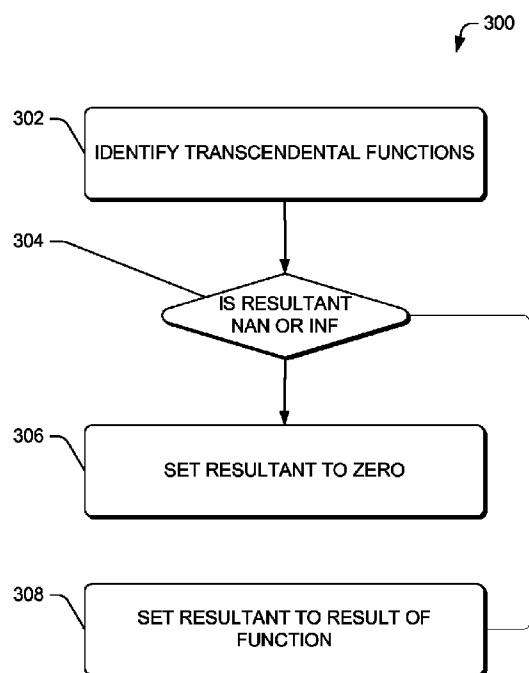 300
302
IDENTIFY TRANSCENDENTAL FUNCTIONS
304
IS RESULTANT
NAN OR INF
306
SET RESULTANT TO ZERO
308
SET RESULTANT TO RESULT OF
FUNCTION